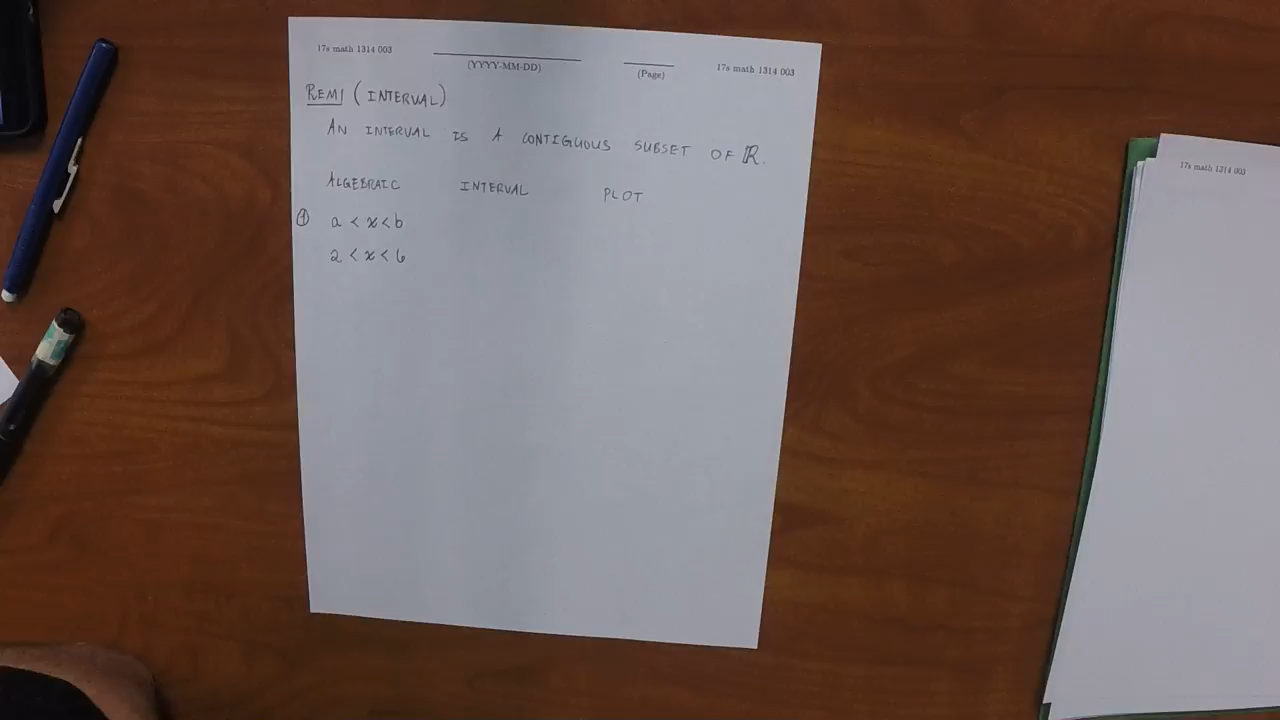 17s math 1314 003 (YYYY-MM-DD) (Page) 17s math 1314 003
REM| (INTERVAL)
AN INTERVAL IS A CONTIGUOUS SUBSET OF ℝ.
ALGEBRAIC INTERVAL PLOT
① a < x < b
2 < x < 6
17s math 1314 003